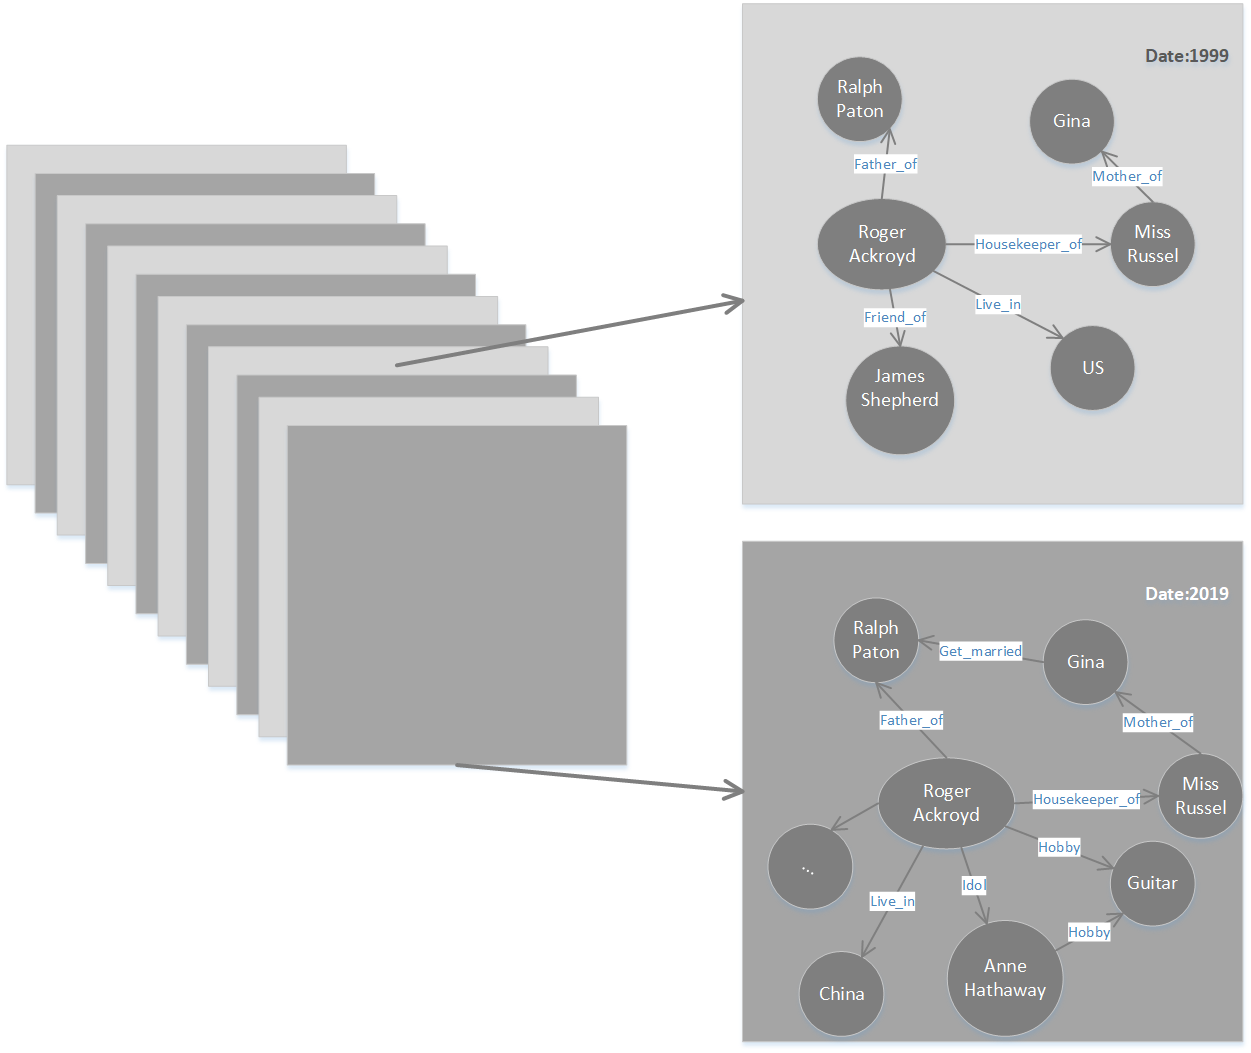 Date:1999
Ralph
Paton
Gina
Father_of
Mother_of
Roger
Ackroyd
Housekeeper_of
Miss
Russel
Live_in
Friend_of
US
James
Shepherd
Date:2019
Ralph
Paton
Get_married
Gina
Father_of
Mother_of
Roger
Ackroyd
Housekeeper_of
Miss
Russel
Hobby
...
Idol
Guitar
Live_in
Hobby
Anne
Hathaway
China